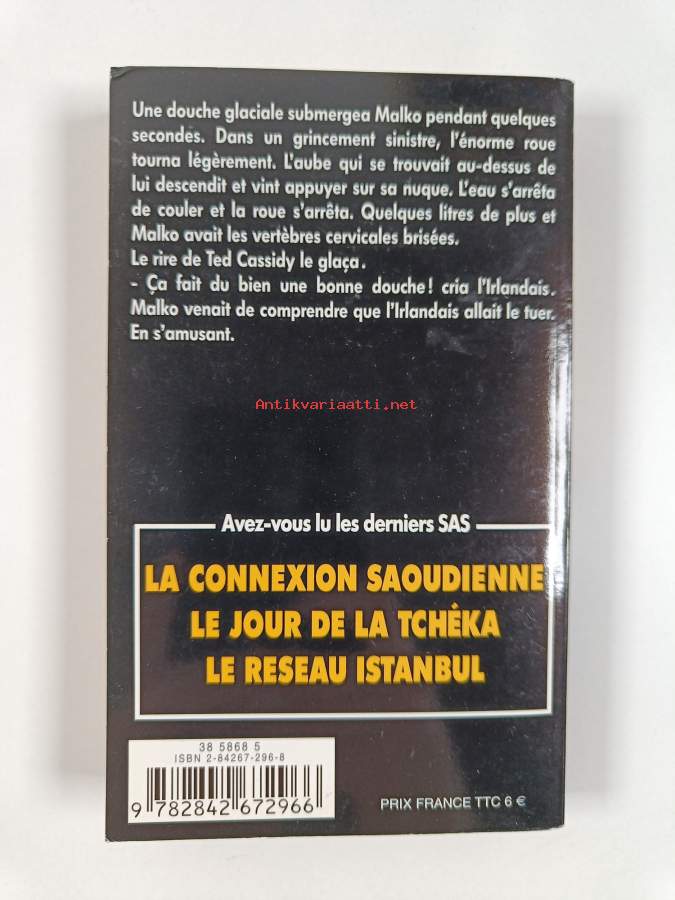 Une douche glaciale submergea Malko pendant quelques
secondes. Dans un grincement sinistre, l'énorme roue
tourna légèrement. L'aube qui se trouvait au-dessus de
lui descendit et vint appuyer sur sa nuque. L'eau s'arrêta
de couler et la roue s'arrêta. Quelques litres de plus et
Malko avait les vertèbres cervicales brisées.
Le rire de Ted Cassidy le glaça.
- Ça fait du bien une bonne douche! cria l'Irlandais.
Malko venait de comprendre que l'Irlandais allait le tuer.
En s'amusant.
Antikvariaatti.net
Avez-vous lu les derniers SAS
LA CONNEXION SAOUDIENNE
LE JOUR DE LA TCHÉKA
LE RESEAU ISTANBUL
38 5868 5
ISBN 2-84267-296-8
9 782842 672966
PRIX FRANCE TTC 6 €